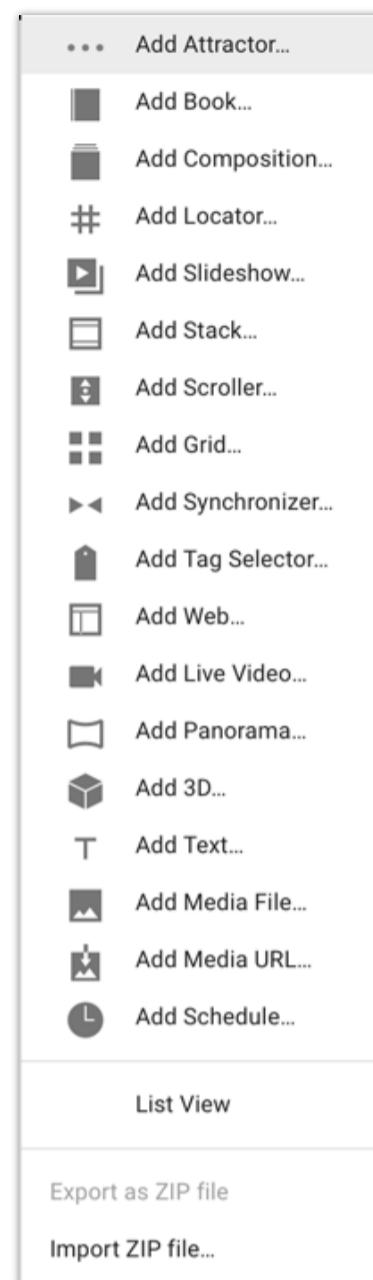 Add Attractor…
Add Book…
Add Composition…
Add Locator…
Add Slideshow…
Add Stack…
Add Scroller…
Add Grid…
Add Synchronizer…
Add Tag Selector…
Add Web…
Add Live Video…
Add Panorama…
Add 3D…
Add Text…
Add Media File…
Add Media URL…
Add Schedule…
List View
Export as ZIP file
Import ZIP file…